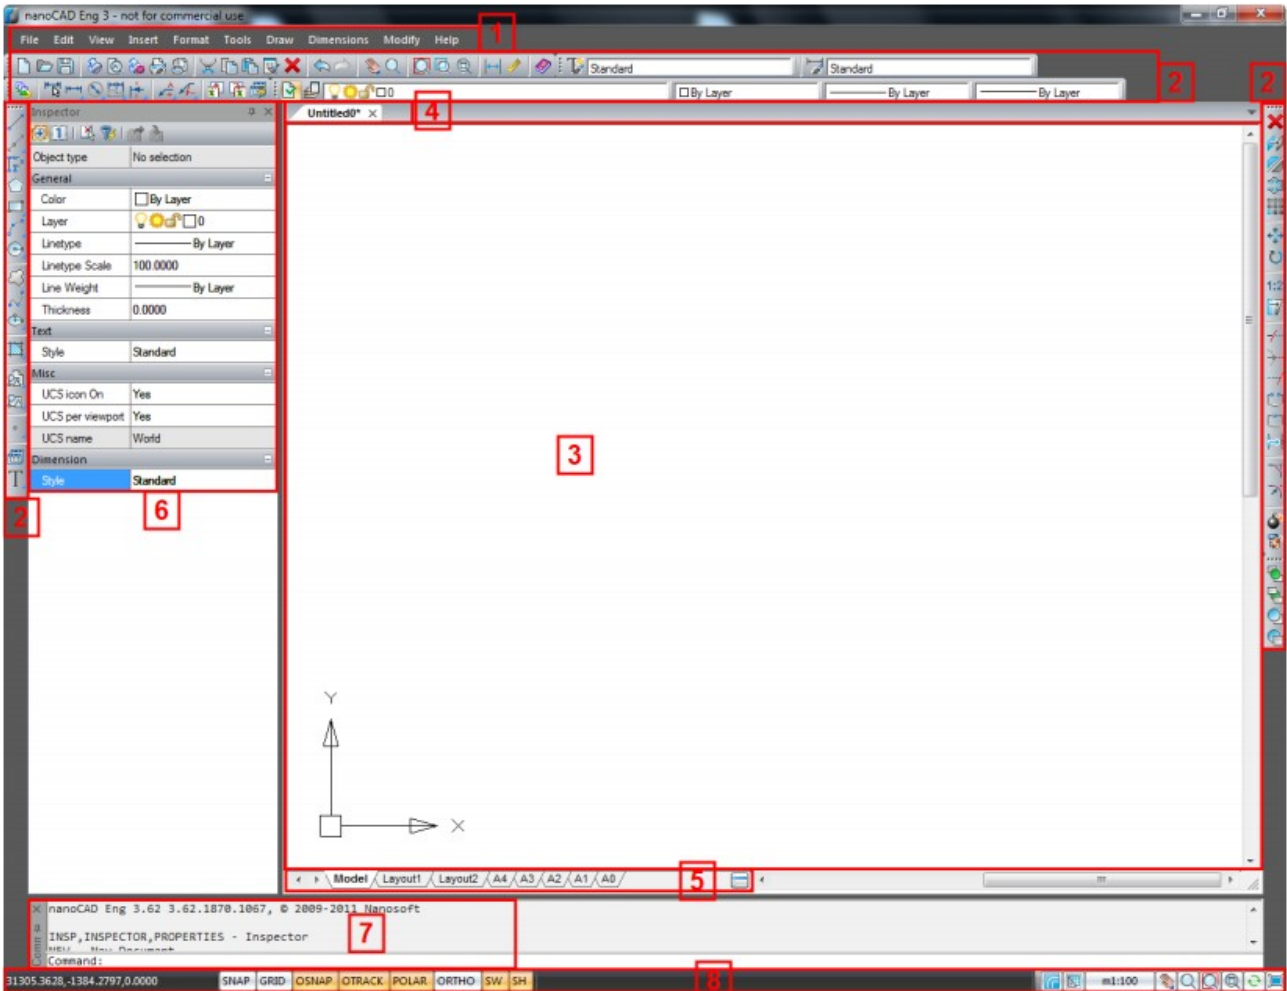 nanoCAD Eng 3 - not for commercial use
File Edit View Insert Format Tools Draw Dimensions Modify Help
1
Standard
Standard
2
2
0
By Layer
By Layer
By Layer
Inspector
Untitled0*
4
Object type No selection
General
Color By Layer
Layer 0
Linetype By Layer
Linetype Scale 100.0000
Line Weight By Layer
Thickness 0.0000
Text
Style Standard
Misc
UCS icon On Yes
UCS per viewport Yes
UCS name World
Dimension
Style Standard
1:2
T
2
6
3
Y
X
Model Layout1 Layout2 A4 A3 A2 A1 A0
5
nanoCAD Eng 3.62 3.62.1870.1067, © 2009-2011 Nanosoft
INSP,INSPECTOR,PROPERTIES - Inspector
7
Command:
31305.3628,-1384.2797,0.0000 SNAP GRID OSNAP OTRACK POLAR ORTHO SW SH
8
m1:100